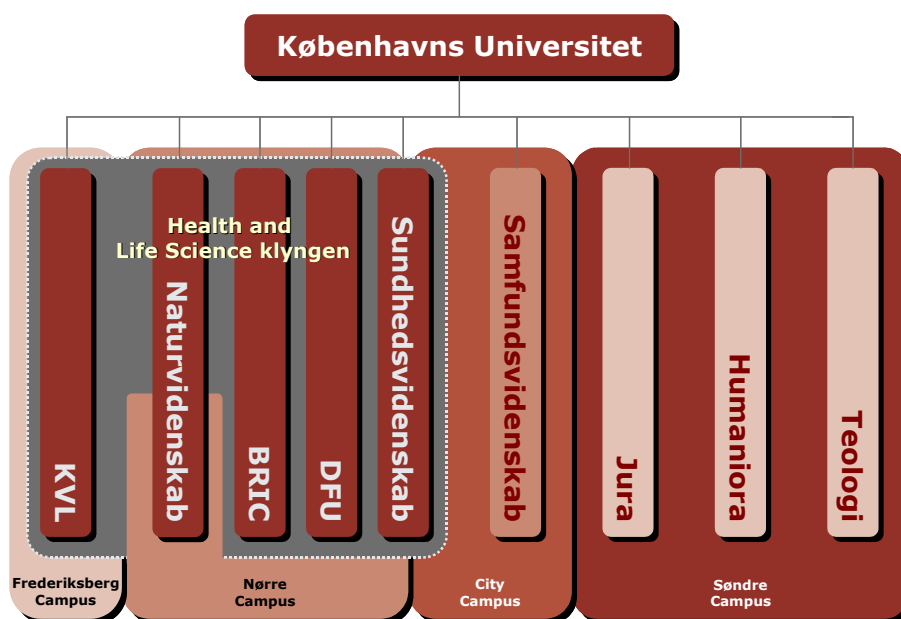 Københavns Universitet
Health and
Life Science klyngen
KVL
Naturvidenskab
BRIC
DFU
Sundhedsvidenskab
Samfundsvidenskab
Jura
Humaniora
Teologi
Frederiksberg
Campus
Nørre
Campus
City
Campus
Søndre
Campus